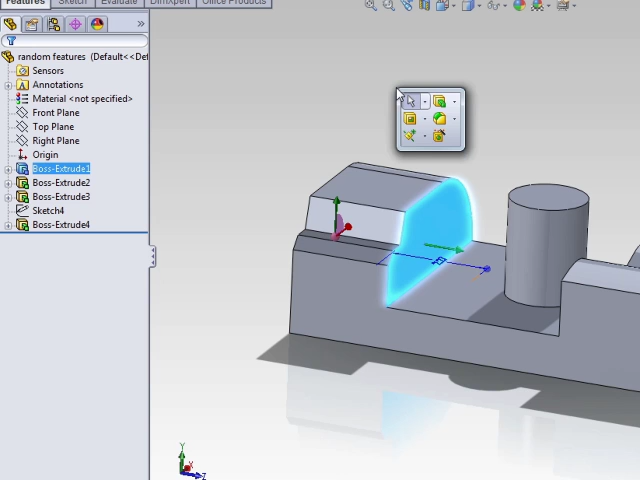 Features Sketch Evaluate DimXpert Office Products
random features (Default<<Def
Sensors
Annotations
Material <not specified>
Front Plane
Top Plane
Right Plane
Origin
Boss-Extrude1
Boss-Extrude2
Boss-Extrude3
Sketch4
Boss-Extrude4
Y
X
Z